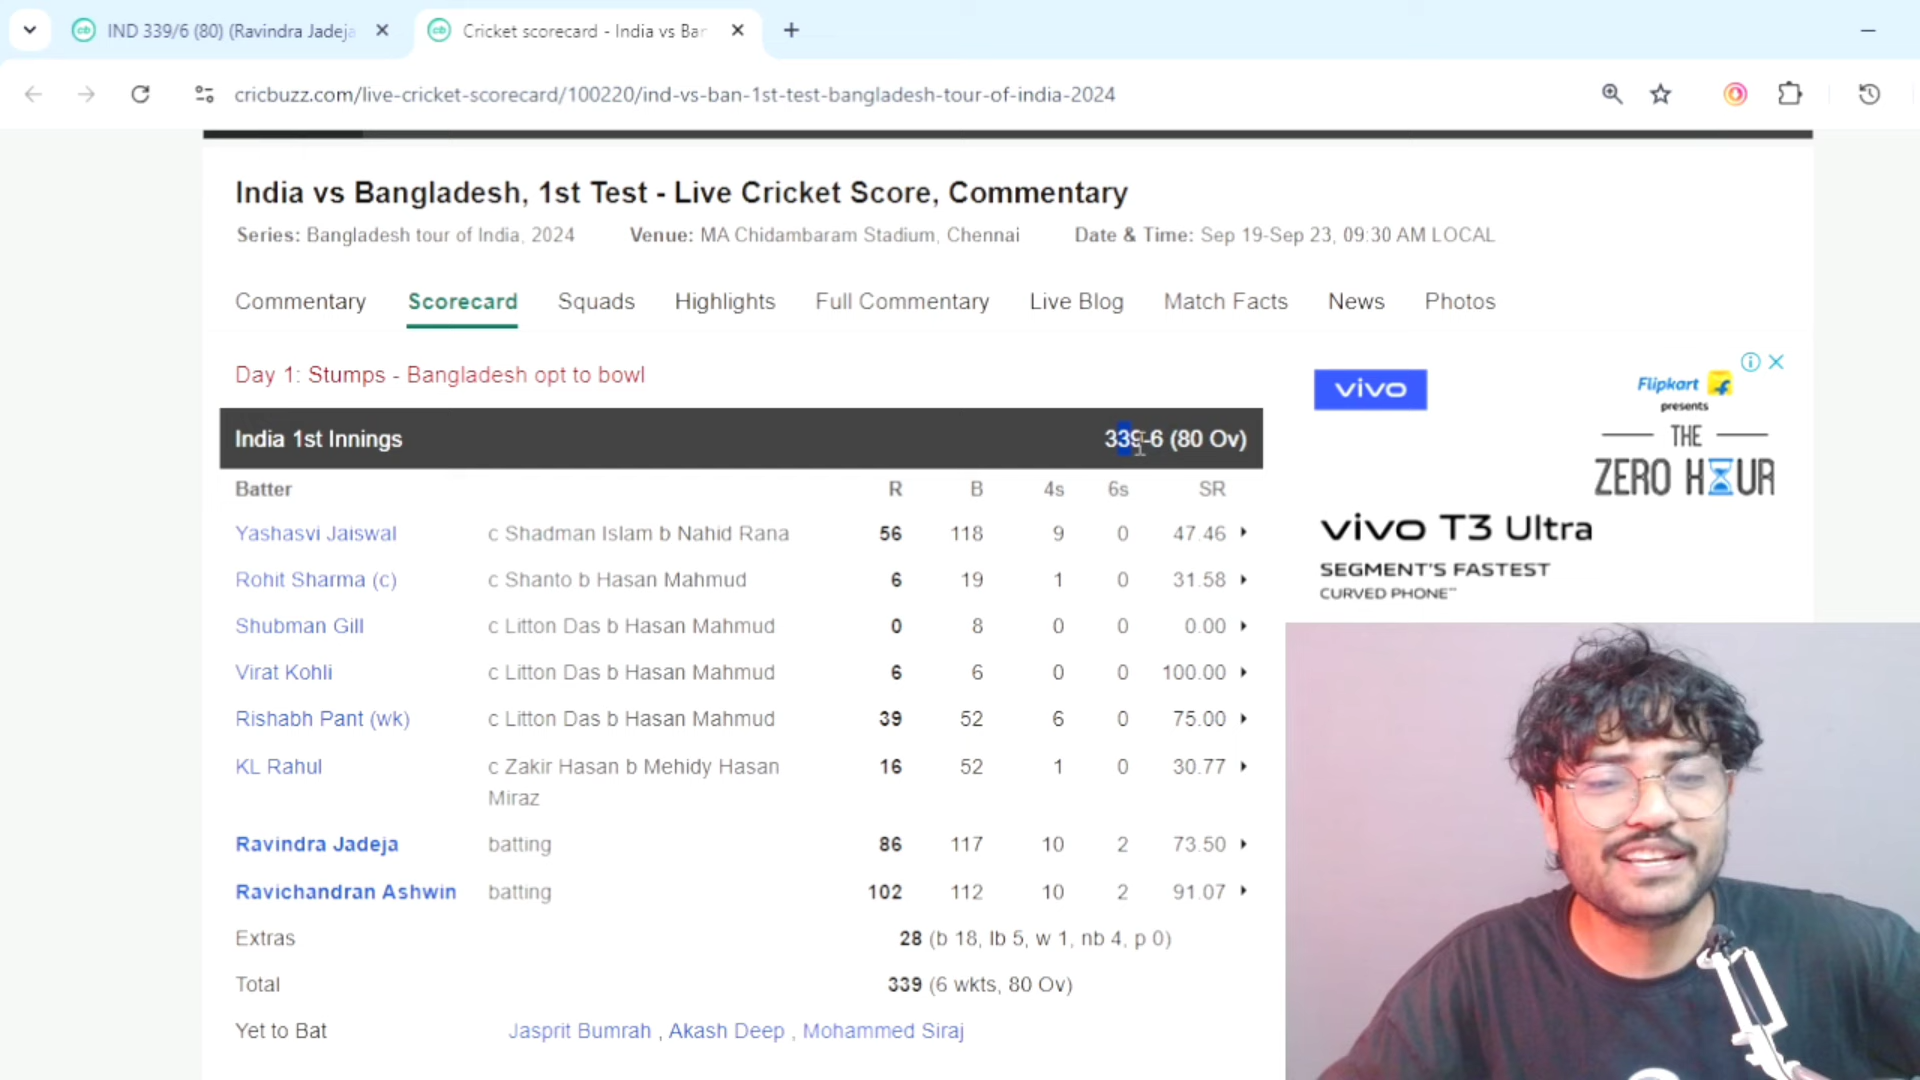 IND 339/6 (80) (Ravindra Jadeja
Cricket scorecard - India vs Ban
cricbuzz.com/live-cricket-scorecard/100220/ind-vs-ban-1st-test-bangladesh-tour-of-india-2024
India vs Bangladesh, 1st Test - Live Cricket Score, Commentary
Series: Bangladesh tour of India, 2024 Venue: MA Chidambaram Stadium, Chennai Date & Time: Sep 19-Sep 23, 09:30 AM LOCAL
Commentary Scorecard Squads Highlights Full Commentary Live Blog Match Facts News Photos
Day 1: Stumps - Bangladesh opt to bowl
India 1st Innings 339-6 (80 Ov)
Batter R B 4s 6s SR
Yashasvi Jaiswal c Shadman Islam b Nahid Rana 56 118 9 0 47.46
Rohit Sharma (c) c Shanto b Hasan Mahmud 6 19 1 0 31.58
Shubman Gill c Litton Das b Hasan Mahmud 0 8 0 0 0.00
Virat Kohli c Litton Das b Hasan Mahmud 6 6 0 0 100.00
Rishabh Pant (wk) c Litton Das b Hasan Mahmud 39 52 6 0 75.00
KL Rahul c Zakir Hasan b Mehidy Hasan 16 52 1 0 30.77
Miraz
Ravindra Jadeja batting 86 117 10 2 73.50
Ravichandran Ashwin batting 102 112 10 2 91.07
Extras 28 (b 18, lb 5, w 1, nb 4, p 0)
Total 339 (6 wkts, 80 Ov)
Yet to Bat Jasprit Bumrah , Akash Deep , Mohammed Siraj
vivo
Flipkart
presents
THE
ZERO HOUR
vivo T3 Ultra
SEGMENT'S FASTEST
CURVED PHONE